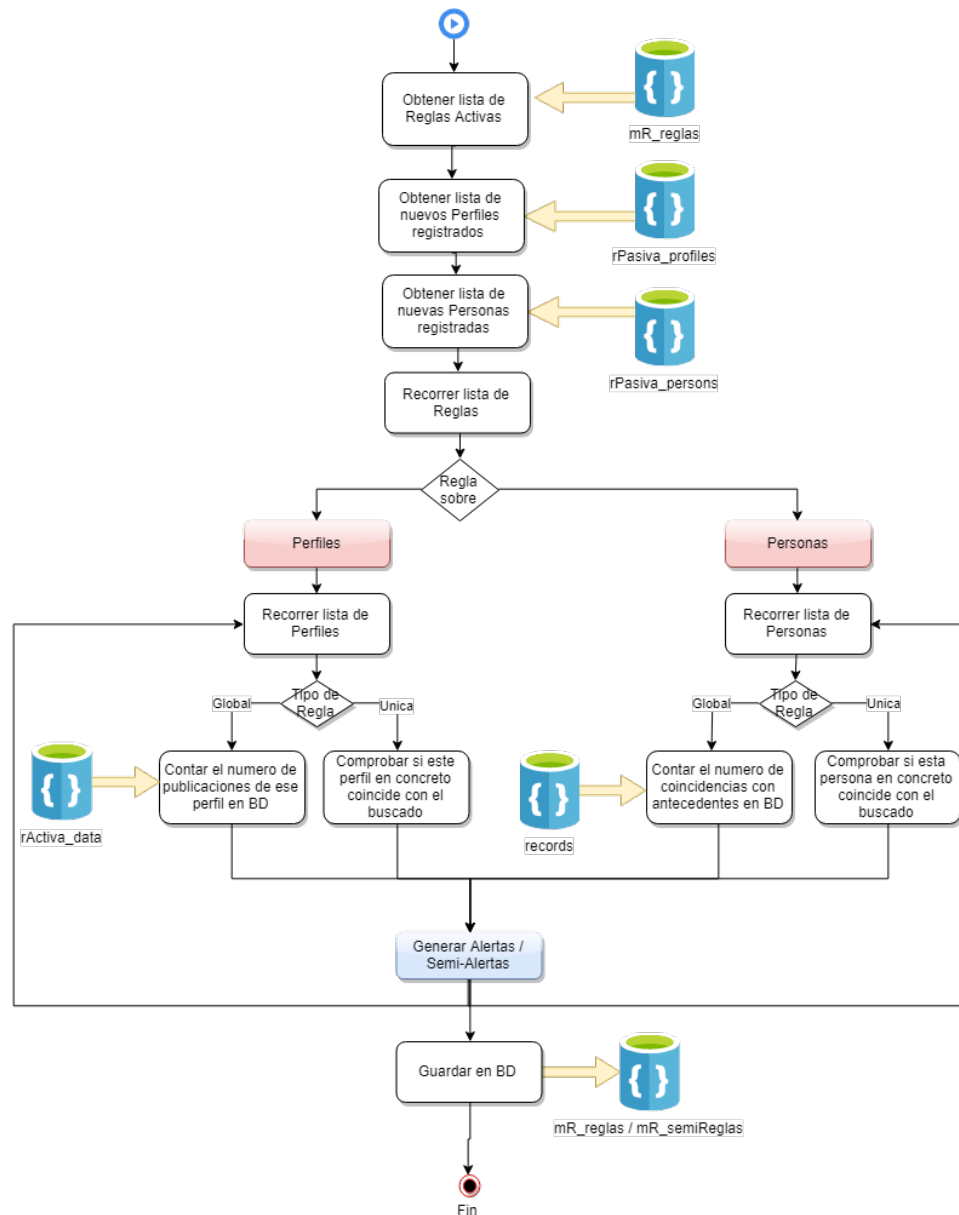 Obtener lista de
Reglas Activas
mR_reglas
Obtener lista de
nuevos Perfiles
registrados
rPasiva_profiles
Obtener lista de
nuevas Personas
registradas
rPasiva_persons
Recorrer lista de
Reglas
Regla
sobre
Perfiles
Personas
Recorrer lista de
Perfiles
Recorrer lista de
Personas
Tipo de
Regla
Global
Unica
Tipo de
Regla
Global
Unica
rActiva_data
Contar el numero de
publicaciones de ese
perfil en BD
Comprobar si este
perfil en concreto
coincide con el
buscado
records
Contar el numero de
coincidencias con
antecedentes en BD
Comprobar si esta
persona en concreto
coincide con el
buscado
Generar Alertas /
Semi-Alertas
Guardar en BD
mR_reglas / mR_semiReglas
Fin